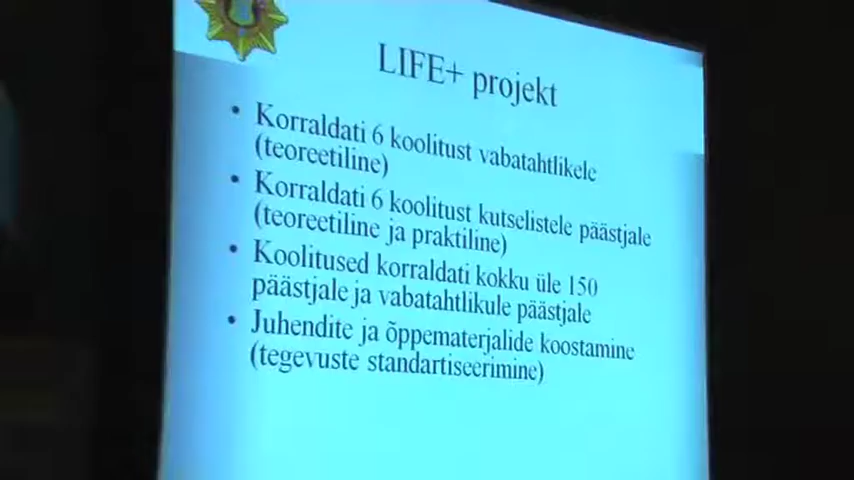 LIFE+ projekt
• Korraldati 6 koolitust vabatahtlikele
(teoreetiline)
• Korraldati 6 koolitust kutselistele päästjale
(teoreetiline ja praktiline)
• Koolitused korraldati kokku üle 150
päästjale ja vabatahtlikule päästjale
• Juhendite ja õppematerjalide koostamine
(tegevuste standartiseerimine)